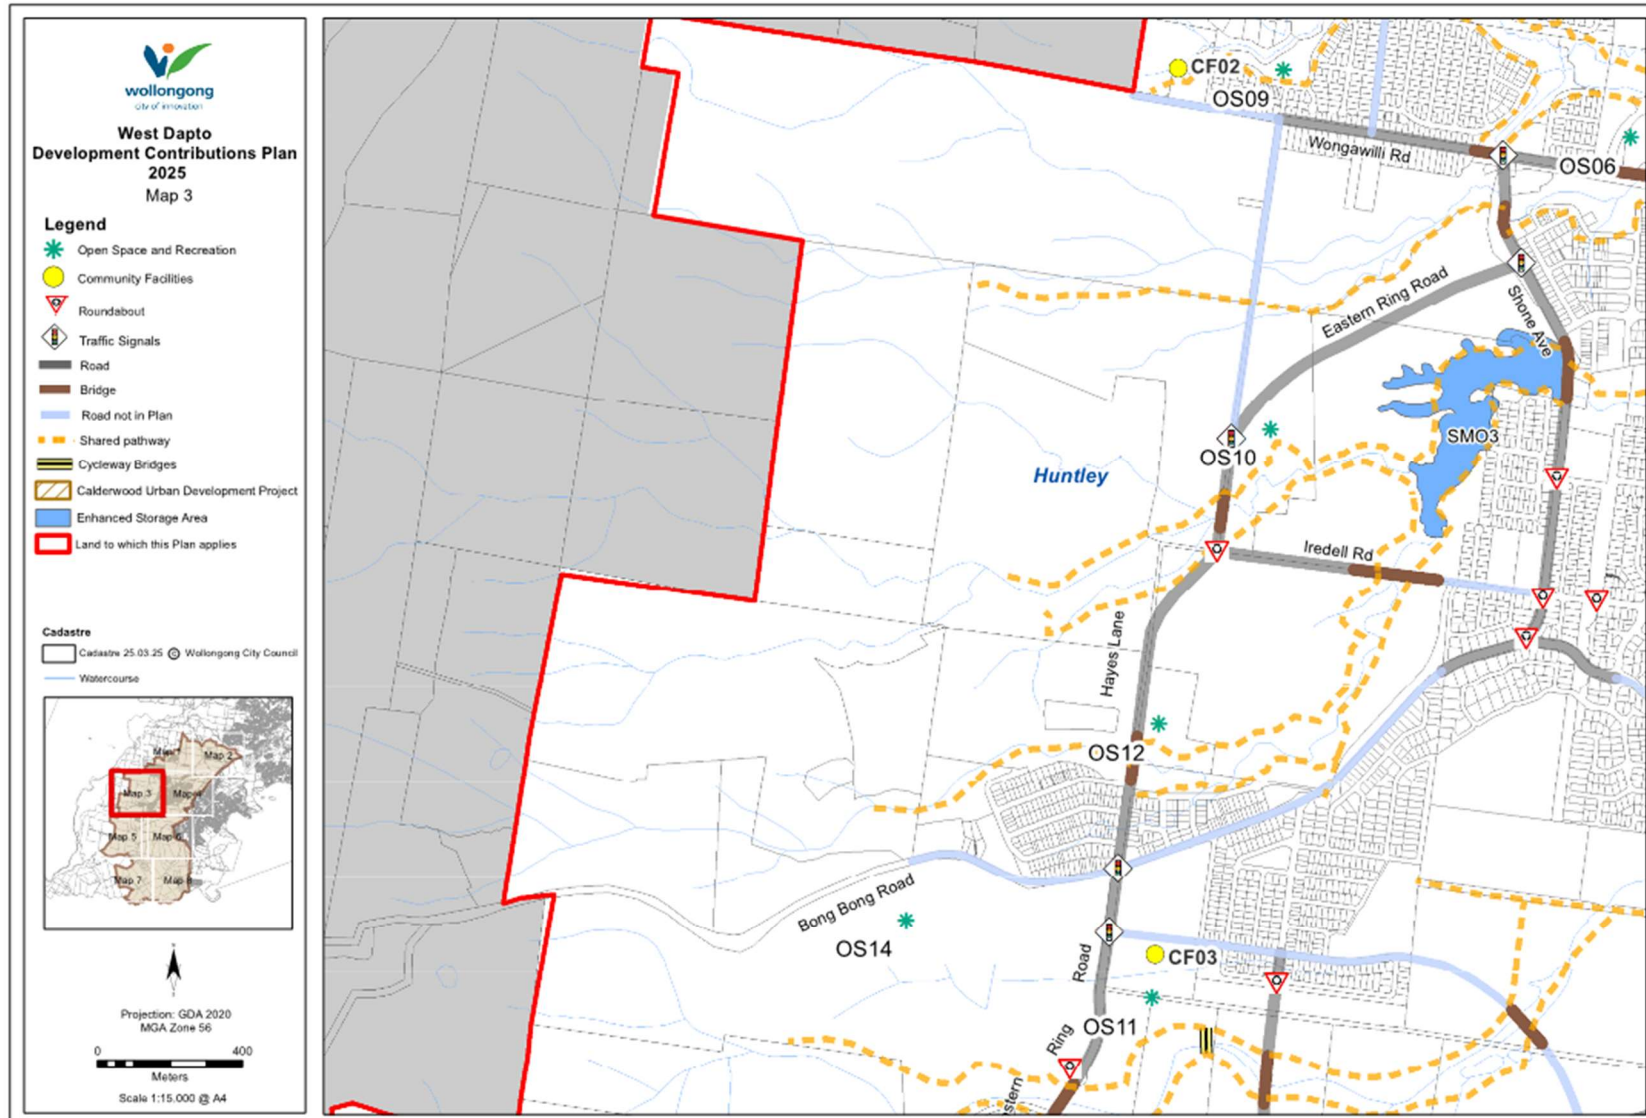 wollongong
city of innovation
West Dapto
Development Contributions Plan
2025
Map 3
Legend
Open Space and Recreation
Community Facilities
Roundabout
Traffic Signals
Road
Bridge
Road not in Plan
Shared pathway
Cycleway Bridges
Calderwood Urban Development Project
Enhanced Storage Area
Land to which this Plan applies
Cadastre
Cadastre 25.03.25 © Wollongong City Council
Watercourse
Map 2
Map 3
Map 4
Map 5
Map 6
Map 7
Map 8
Projection: GDA 2020
MGA Zone 56
0 400
Meters
Scale 1:15,000 @ A4
CF02
OS09
Wongawilli Rd
OS06
Eastern Ring Road
Shone Ave
SMO3
OS10
Huntley
Iredell Rd
Hayes Lane
OS12
Bong Bong Road
OS14
CF03
Road
OS11
Ring
stern